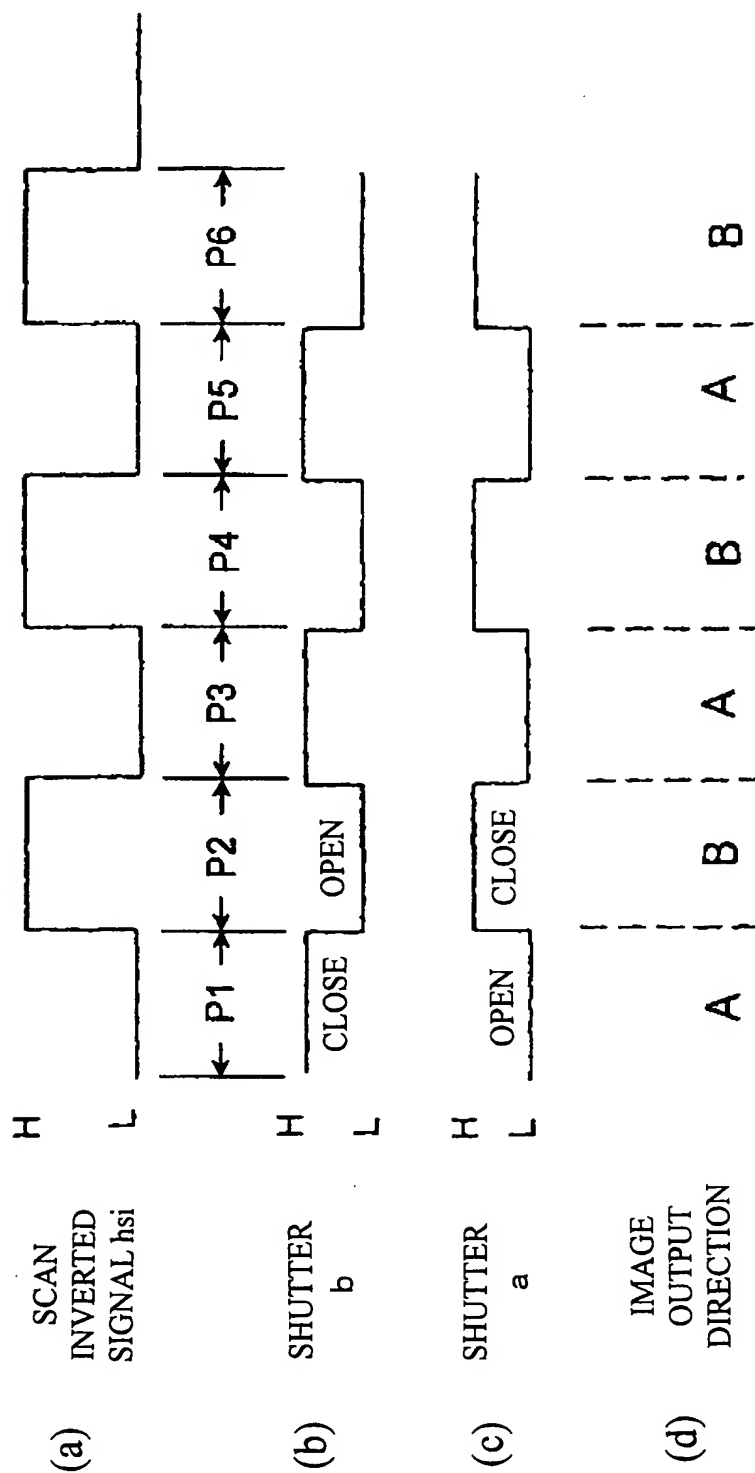 (a)
SCAN
INVERTED
SIGNAL hsi
H
L
P1 P2 P3 P4 P5 P6
(b)
SHUTTER
b
H
L
CLOSE
OPEN
(c)
SHUTTER
a
H
L
OPEN
CLOSE
(d)
IMAGE
OUTPUT
DIRECTION
A B A B A B